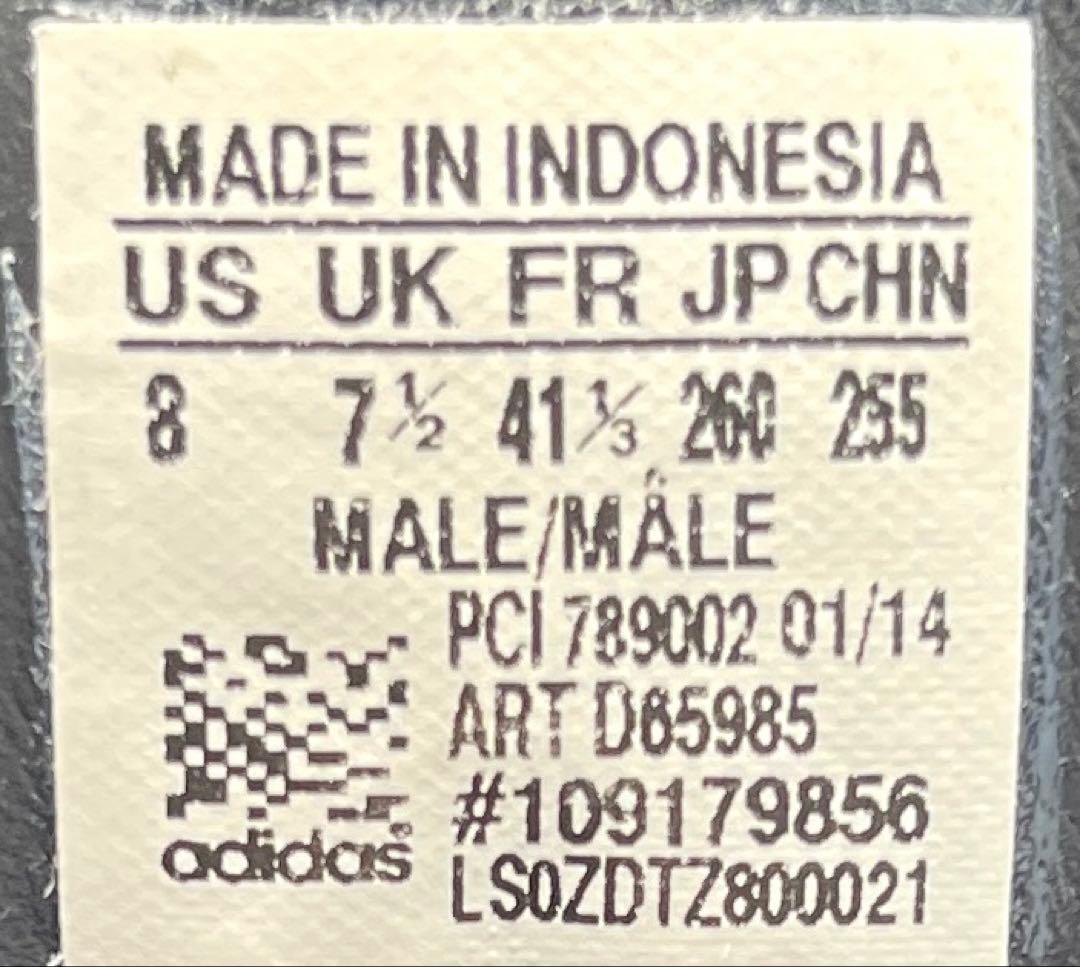 MADE IN INDONESIA
US UK FR JP CHN
8 7½ 41⅓ 260 255
MALE/MÂLE
PCI 789002 01/14
ART D65985
#109179856
adidas®
LS0ZDTZ800021